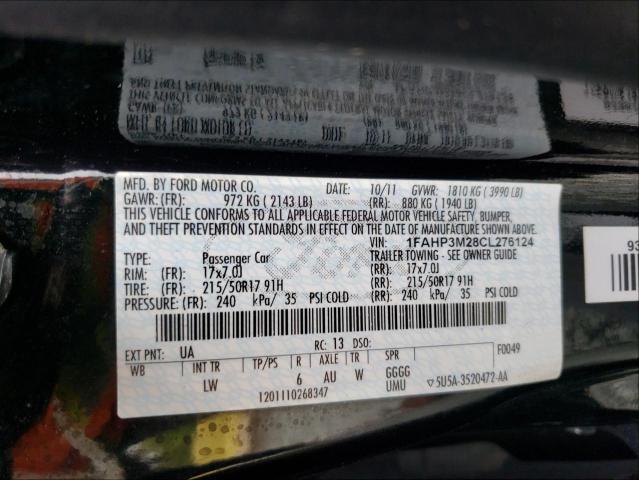 MFD. BY FORD MOTOR CO.
DATE: 10/11 GVWR: 1810 KG ( 3990 LB)
GAWR: (FR): 972 KG ( 2143 LB) (RR): 880 KG ( 1940 LB)
THIS VEHICLE CONFORMS TO ALL APPLICABLE FEDERAL MOTOR VEHICLE SAFETY, BUMPER,
AND THEFT PREVENTION STANDARDS IN EFFECT ON THE DATE OF MANUFACTURE SHOWN ABOVE.
VIN: 1FAHP3M28CL276124
TYPE: Passenger Car TRAILER TOWING - SEE OWNER GUIDE
RIM: (FR): 17x7.0J (RR): 17x7.0J
TIRE: (FR): 215/50R17 91H (RR): 215/50R17 91H
PRESSURE: (FR): 240 kPa/ 35 PSI COLD (RR): 240 kPa/ 35 PSI COLD
RC: 13 DSO: F0049
EXT PNT: UA
WB INT TR TP/PS R AXLE TR SPR
LW 6 AU W GGGG
UMU 5U5A-3520472-AA
1201110268347
93